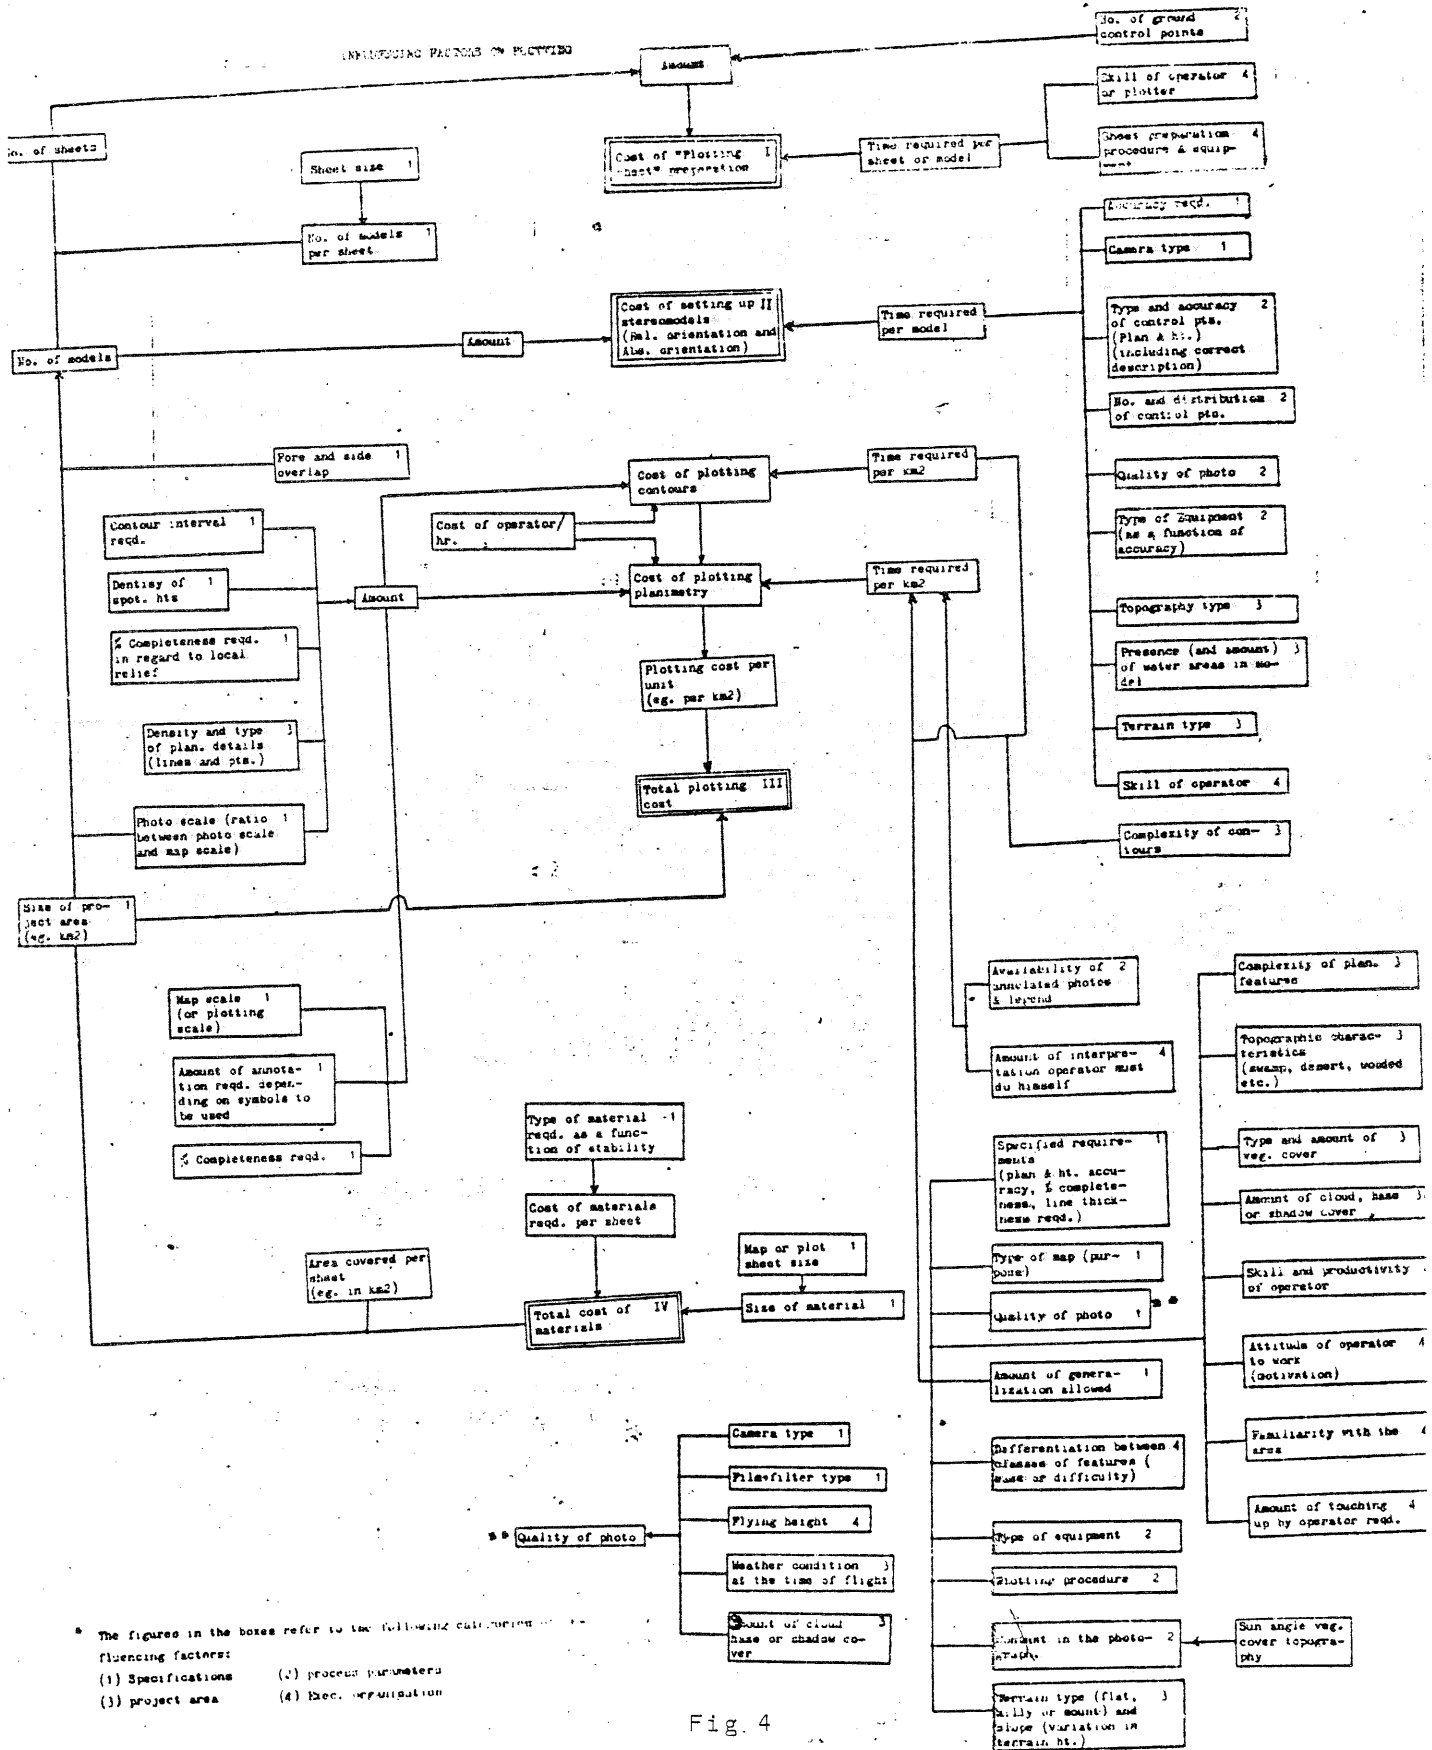 INFLUENCING FACTORS ON PLOTTING
No. of ground 2
control points
Amount
Skill of operator 4
or plotter
No. of sheets
Sheet size 1
Cost of "Plotting I
sheet" preparation
Time required per
sheet or model
Sheet preparation 4
procedure & equip-
ment
Accuracy reqd. 1
No. of models 1
per sheet
Camera type 1
Cost of setting up II
stereomodels
(Rel. orientation and
Abs. orientation)
Time required
per model
Type and accuracy 2
of control pts.
(Plan & ht.)
(including correct
description)
No. of models
Amount
No. and distribution 2
of control pts.
Fore and side 1
overlap
Cost of plotting
contours
Time required
per km2
Quality of photo 2
Contour interval 1
reqd.
Cost of operator/
hr.
Type of Equipment 2
(as a function of
accuracy)
Dentisy of 1
spot. hts
Amount
Cost of plotting
planimetry
Time required
per km2
Topography type 3
% Completeness reqd. 1
in regard to local
relief
Plotting cost per
unit
(eg. per km2)
Presence (and amount) 3
of water areas in mo-
del
Density and type 3
of plan. details
(lines and pts.)
Terrain type 3
Total plotting III
cost
Skill of operator 4
Photo scale (ratio 1
between photo scale
and map scale)
Complexity of con- 3
tours
Size of pro- 1
ject area
(eg. km2)
Availability of 2
annotated photos
& legend
Complexity of plan. 3
features
Map scale 1
(or plotting
scale)
Amount of interpre- 4
tation operator must
do himself
Topographic charac- 3
teristics
(swamp, desert, wooded
etc.)
Amount of annota- 1
tion reqd. depen-
ding on symbols to
be used
Type of material 1
reqd. as a func-
tion of stability
Specified require- 1
ments
(plan & ht. accu-
racy, % complete-
ness, line thick-
ness reqd.)
Type and amount of 3
veg. cover
% Completeness reqd. 1
Cost of materials
reqd. per sheet
Amount of cloud, haze 3
or shadow cover
Area covered per
sheet
(eg. in km2)
Map or plot 1
sheet size
Type of map (pur- 1
pose)
Skill and productivity
of operator
Total cost of IV
materials
Size of material 1
Quality of photo 1 **
Attitude of operator 4
to work
(motivation)
Amount of genera- 1
lization allowed
Camera type 1
Differentiation between 4
classes of features (
ease or difficulty)
Familiarity with the 4
area
Film+filter type 1
Flying height 4
Amount of touching 4
up by operator reqd.
** Quality of photo
Type of equipment 2
Weather condition 3
at the time of flight
Plotting procedure 2
Amount of cloud 3
haze or shadow co-
ver
Contrast in the photo- 2
graph.
Sun angle veg.
cover topogra-
phy
Terrain type (flat, 3
hilly or mount) and
slope (variation in
terrain ht.)
* The figures in the boxes refer to the following categories of in-
fluencing factors:
(1) Specifications (2) process parameters
(3) project area (4) Exec. organisation
Fig. 4